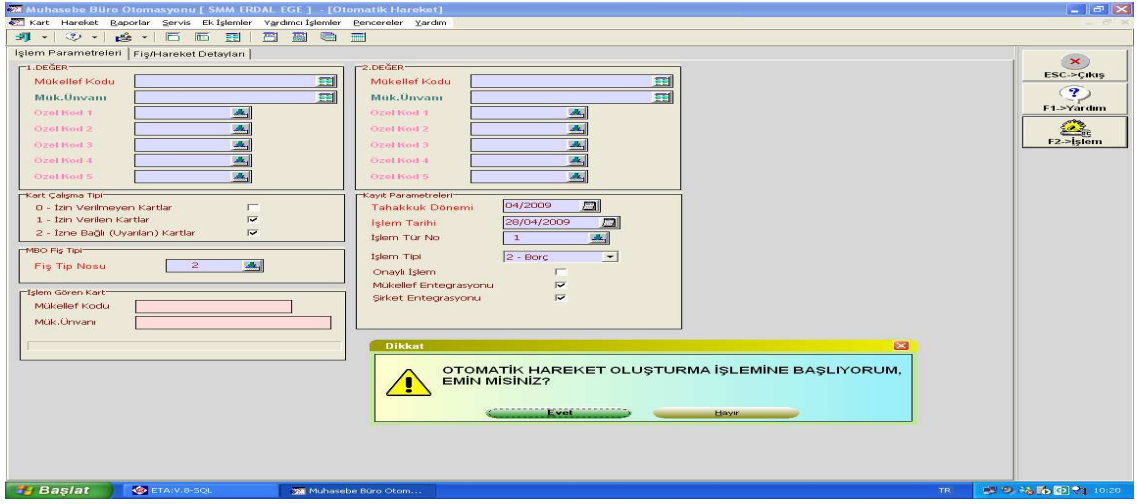 Muhasebe Büro Otomasyonu [ SMM ERDAL EGE ] - [Otomatik Hareket]
Kart Hareket Raporlar Servis Ek İşlemler Yardımcı İşlemler Pencereler Yardım
İşlem Parametreleri Fiş/Hareket Detayları
1.DEĞER
Mükellef Kodu
Mük.Ünvanı
Özel Kod 1
Özel Kod 2
Özel Kod 3
Özel Kod 4
Özel Kod 5
2.DEĞER
Mükellef Kodu
Mük.Ünvanı
Özel Kod 1
Özel Kod 2
Özel Kod 3
Özel Kod 4
Özel Kod 5
ESC->Çıkış
F1->Yardım
F2->İşlem
Kart Çalışma Tipi
0 - İzin Verilmeyen Kartlar
1 - İzin Verilen Kartlar
2 - İzne Bağlı (Uyarılan) Kartlar
MBO Fiş Tipi
Fiş Tip Nosu 2
İşlem Gören Kart
Mükellef Kodu
Mük.Ünvanı
Kayıt Parametreleri
Tahakkuk Dönemi 04/2009
İşlem Tarihi 28/04/2009
İşlem Tür No 1
İşlem Tipi 2 - Borç
Onaylı İşlem
Mükellef Entegrasyonu
Şirket Entegrasyonu
Dikkat
OTOMATİK HAREKET OLUŞTURMA İŞLEMİNE BAŞLIYORUM,
EMİN MİSİNİZ?
Evet Hayır
Başlat ETA:V.8-SQL Muhasebe Büro Otom... TR 10:20